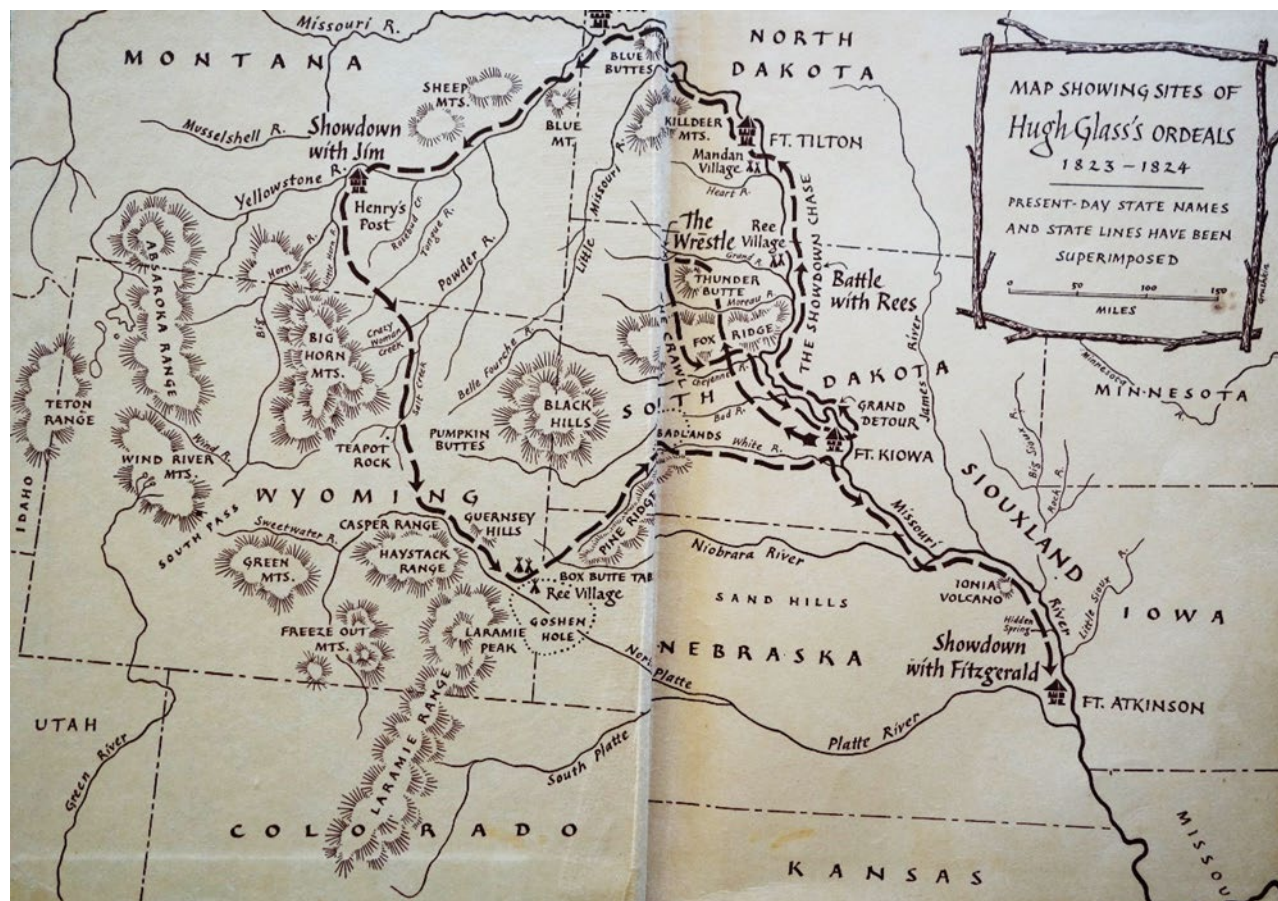 Missouri R.
MONTANA
NORTH
DAKOTA
MAP SHOWING SITES OF
Hugh Glass's ORDEALS
1823 – 1824
PRESENT-DAY STATE NAMES
AND STATE LINES HAVE BEEN
SUPERIMPOSED
0 50 100 150
MILES
BLUE
BUTTES
SHEEP
MTS.
BLUE
MT.
KILLDEER
MTS.
FT. TILTON
Mandan
Village
Heart R.
Musselshell R.
Showdown
with Jim
Yellowstone R.
Henry's
Post
Rosebud Cr.
Tongue R.
Powder R.
Little Missouri R.
The
Wrestle
Ree
Village
Grand R.
THE SHOWDOWN CHASE
Battle
with Rees
THUNDER
BUTTE
Moreau R.
FOX RIDGE
THE CRAWL
Cheyenne R.
ABSAROKA RANGE
Big Horn R.
Little Horn R.
BIG
HORN
MTS.
Crazy
Woman
Creek
Salt Creek
Belle Fourche R.
BLACK
HILLS
SOUTH
DAKOTA
Bad R.
BADLANDS
White R.
GRAND
DETOUR
FT. KIOWA
James River
Minnesota R.
MINNESOTA
Big Sioux R.
Rock R.
SIOUXLAND
TETON
RANGE
IDAHO
WIND RIVER
MTS.
Wind R.
TEAPOT
ROCK
PUMPKIN
BUTTES
WYOMING
SOUTH PASS
Sweetwater R.
CASPER RANGE
GUERNSEY
HILLS
PINE RIDGE
GREEN
MTS.
HAYSTACK
RANGE
BOX BUTTE TAB
Ree Village
GOSHEN
HOLE
FREEZE OUT
MTS.
LARAMIE
PEAK
LARAMIE RANGE
Niobrara River
SAND HILLS
Missouri River
IONIA
VOLCANO
Hidden
Spring
Little Sioux R.
IOWA
NEBRASKA
Showdown
with Fitzgerald
FT. ATKINSON
Platte
South Platte
Platte River
UTAH
Green River
COLORADO
KANSAS
MISSOU